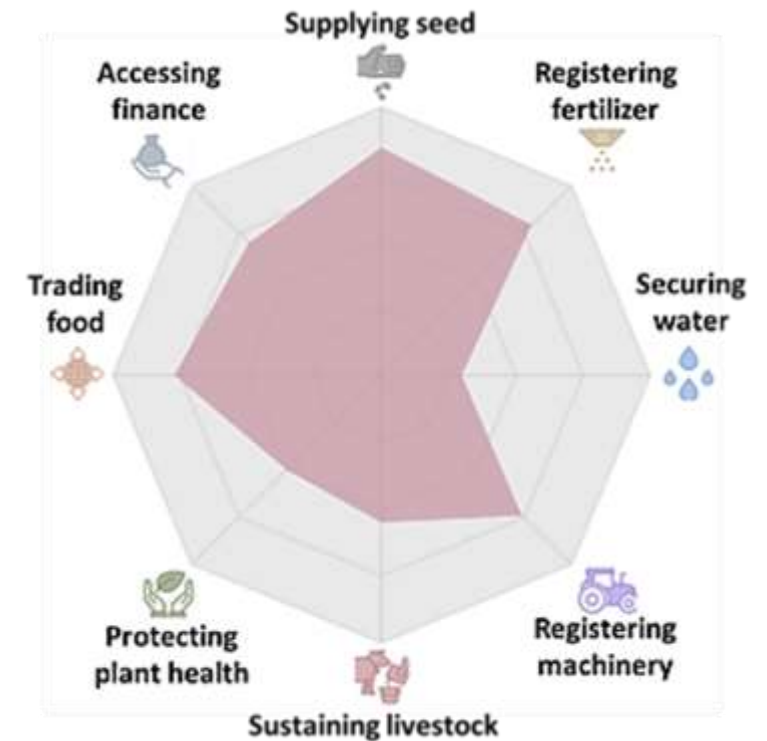 Supplying seed
Accessing
finance
Registering
fertilizer
Trading
food
Securing
water
Protecting
plant health
Registering
machinery
Sustaining livestock